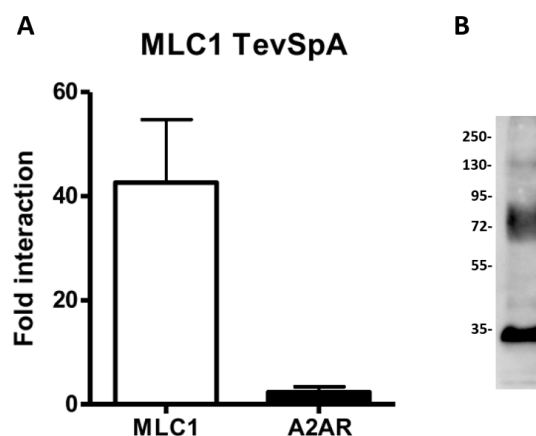 A
MLC1 TevSpA
Fold interaction
60
40
20
0
MLC1 A2AR
B
250-
130-
95-
72-
55-
35-